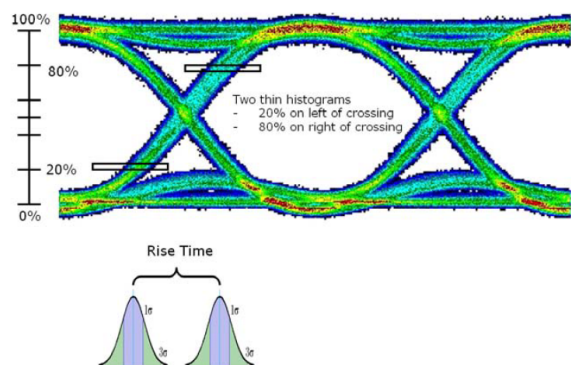 100%
80%
Two thin histograms
- 20% on left of crossing
- 80% on right of crossing
20%
0%
Rise Time
1σ
1σ
3σ
3σ